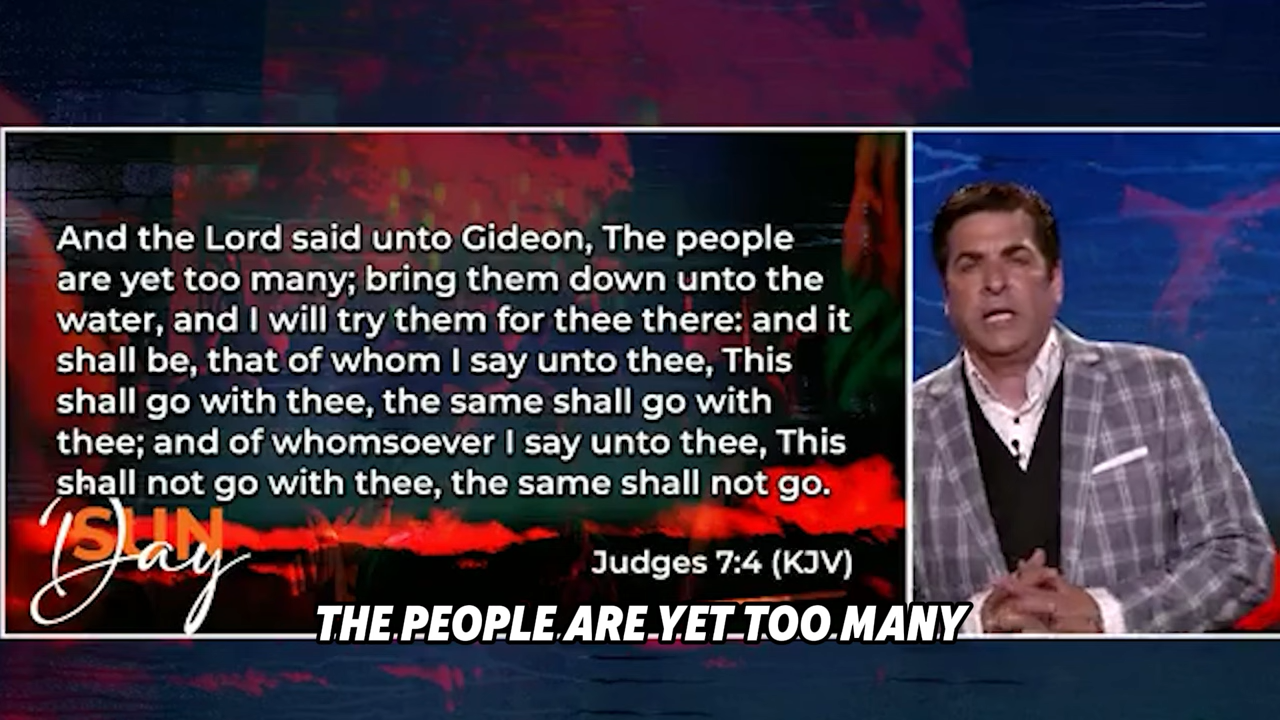 And the Lord said unto Gideon, The people
are yet too many; bring them down unto the
water, and I will try them for thee there: and it
shall be, that of whom I say unto thee, This
shall go with thee, the same shall go with
thee; and of whomsoever I say unto thee, This
shall not go with thee, the same shall not go.
SUN
Day
Judges 7:4 (KJV)
THE PEOPLE ARE YET TOO MANY